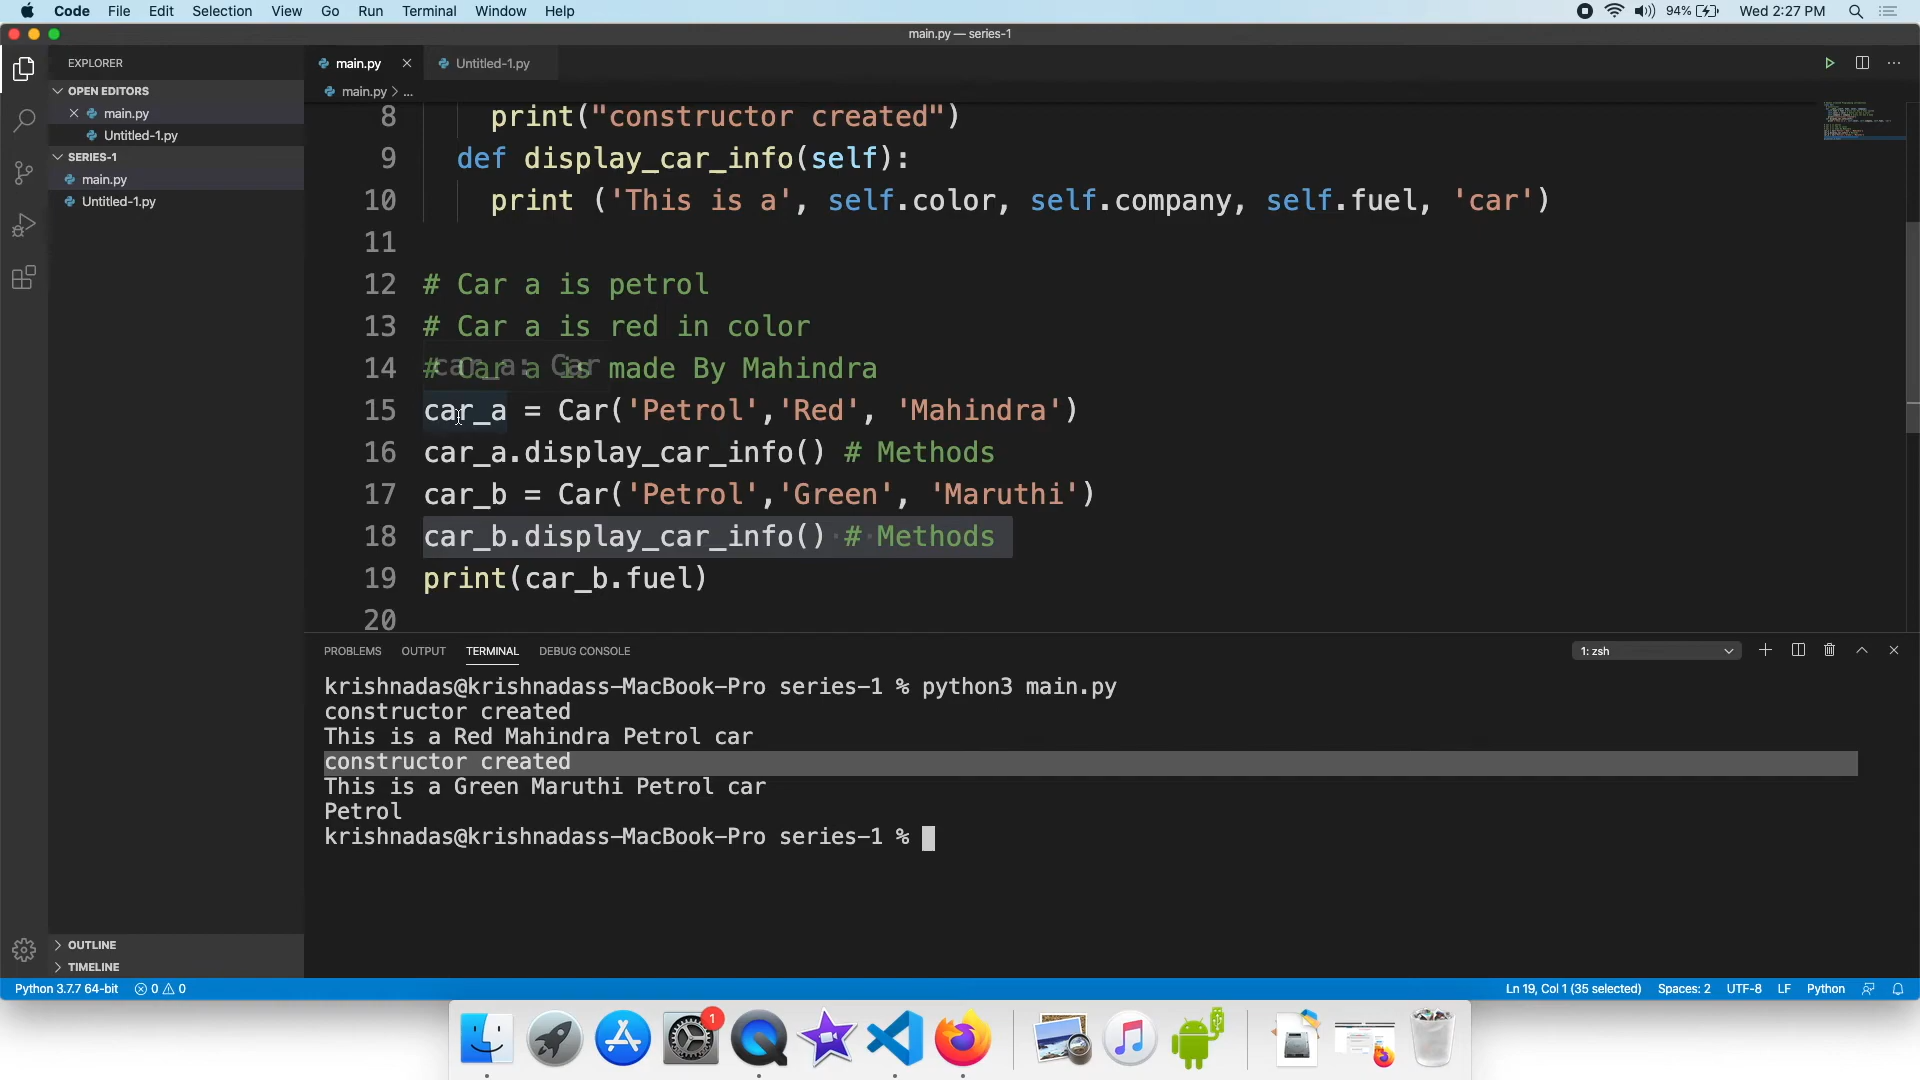 Code File Edit Selection View Go Run Terminal Window Help 94% Wed 2:27 PM
main.py — series-1
EXPLORER main.py Untitled-1.py
OPEN EDITORS main.py > ...
main.py
Untitled-1.py
SERIES-1
main.py
Untitled-1.py
8 print("constructor created")
9 def display_car_info(self):
10 print ('This is a', self.color, self.company, self.fuel, 'car')
11
12 # Car a is petrol
13 # Car a is red in color
car_a: Car
14 # Car a is made By Mahindra
15 car_a = Car('Petrol','Red', 'Mahindra')
16 car_a.display_car_info() # Methods
17 car_b = Car('Petrol','Green', 'Maruthi')
18 car_b.display_car_info() # Methods
19 print(car_b.fuel)
20
PROBLEMS OUTPUT TERMINAL DEBUG CONSOLE 1: zsh
krishnadas@krishnadass-MacBook-Pro series-1 % python3 main.py
constructor created
This is a Red Mahindra Petrol car
constructor created
This is a Green Maruthi Petrol car
Petrol
krishnadas@krishnadass-MacBook-Pro series-1 %
OUTLINE
TIMELINE
Python 3.7.7 64-bit 0 0 Ln 19, Col 1 (35 selected) Spaces: 2 UTF-8 LF Python
1